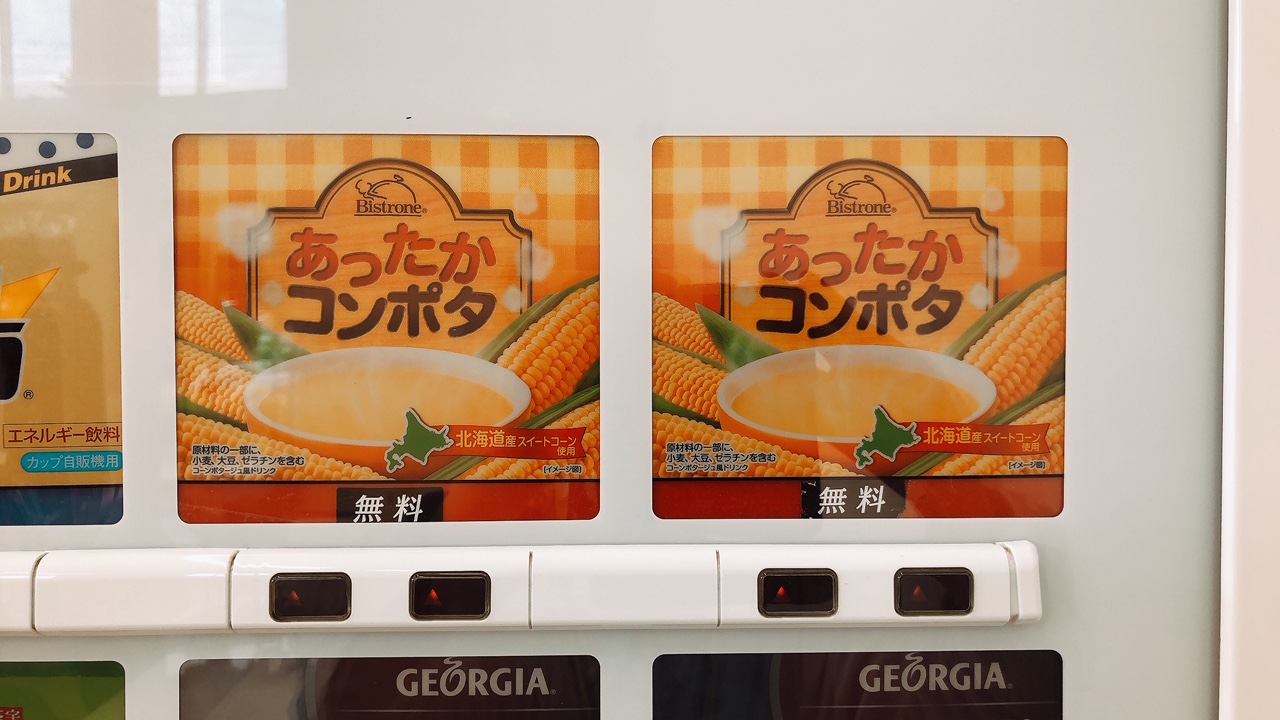 Drink
®
エネルギー飲料
カップ自販機用
Bistrone®
あったか
コンポタ
北海道産スイートコーン
使用
原材料の一部に、
小麦、大豆、ゼラチンを含む
コーンポタージュ風ドリンク
[イメージ図]
無料
Bistrone®
あったか
コンポタ
北海道産スイートコーン
使用
原材料の一部に、
小麦、大豆、ゼラチンを含む
コーンポタージュ風ドリンク
[イメージ図]
無料
GEORGIA®
GEORGIA®